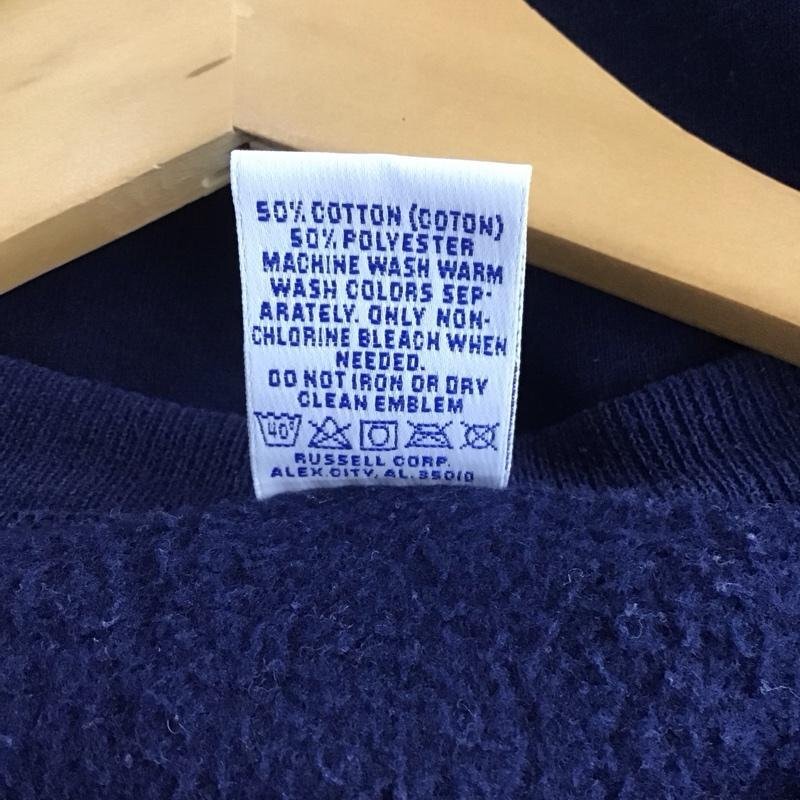 50% COTTON (COTON)
50% POLYESTER
MACHINE WASH WARM
WASH COLORS SEP-
ARATELY. ONLY NON-
CHLORINE BLEACH WHEN
NEEDED.
DO NOT IRON OR DRY
CLEAN EMBLEM
40°
RUSSELL CORP.
ALEX CITY, AL. 35010